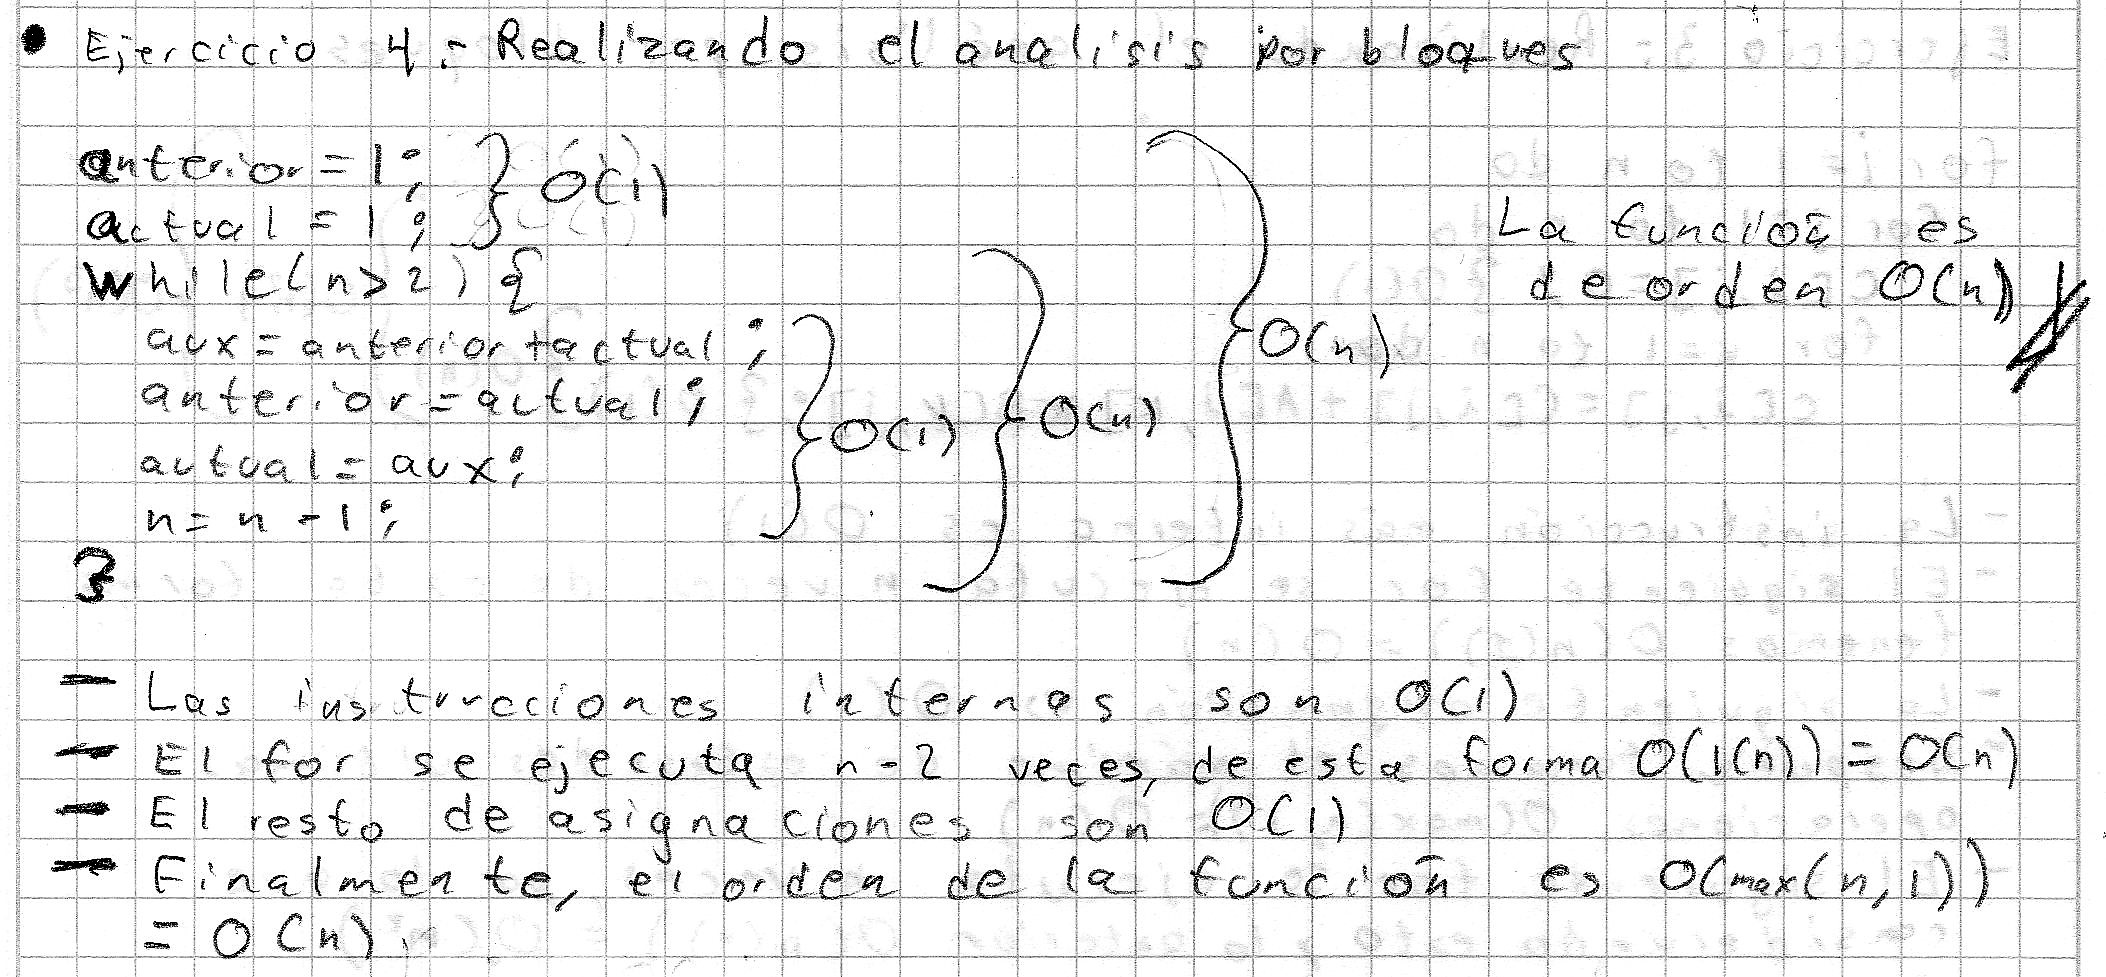 • Ejercicio 4.- Realizando el analisis por bloques
anterior = 1; } O(1)
actual = 1;
while(n>2) {
aux = anterior + actual;
anterior = actual;
actual = aux;
n = n - 1;
}
O(1)
O(n)
O(n)
La función es
de orden O(n)
- Las instrucciones internas son O(1)
- El for se ejecuta n-2 veces, de esta forma O(1(n)) = O(n)
- El resto de asignaciones son O(1)
- Finalmente, el orden de la función es O(max(n,1))
= O(n).